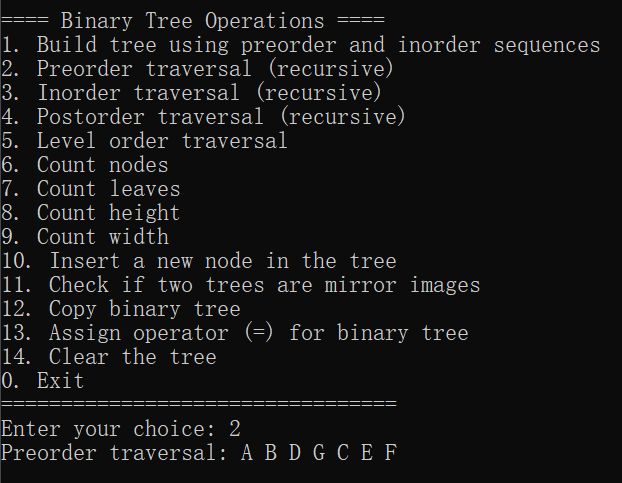 ==== Binary Tree Operations ====
1. Build tree using preorder and inorder sequences
2. Preorder traversal (recursive)
3. Inorder traversal (recursive)
4. Postorder traversal (recursive)
5. Level order traversal
6. Count nodes
7. Count leaves
8. Count height
9. Count width
10. Insert a new node in the tree
11. Check if two trees are mirror images
12. Copy binary tree
13. Assign operator (=) for binary tree
14. Clear the tree
0. Exit
=================================
Enter your choice: 2
Preorder traversal: A B D G C E F